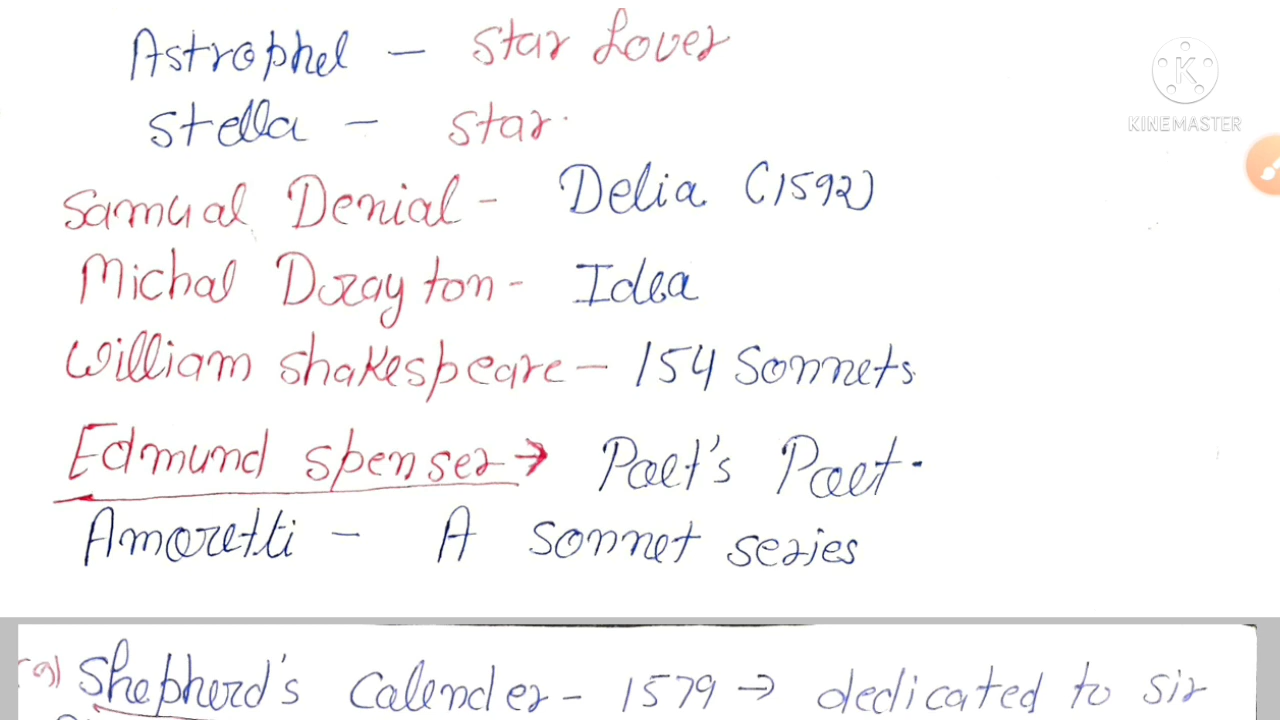 Astrophel - Star Lover
Stella - Star.
Samual Denial - Delia (1592)
Michal Drayton - Idea
William Shakespeare - 154 Sonnets
Edmund Spenser → Poet's Poet.
Amoretti - A Sonnet Series
Shepherd's Calender - 1579 → dedicated to Sir
KINEMASTER